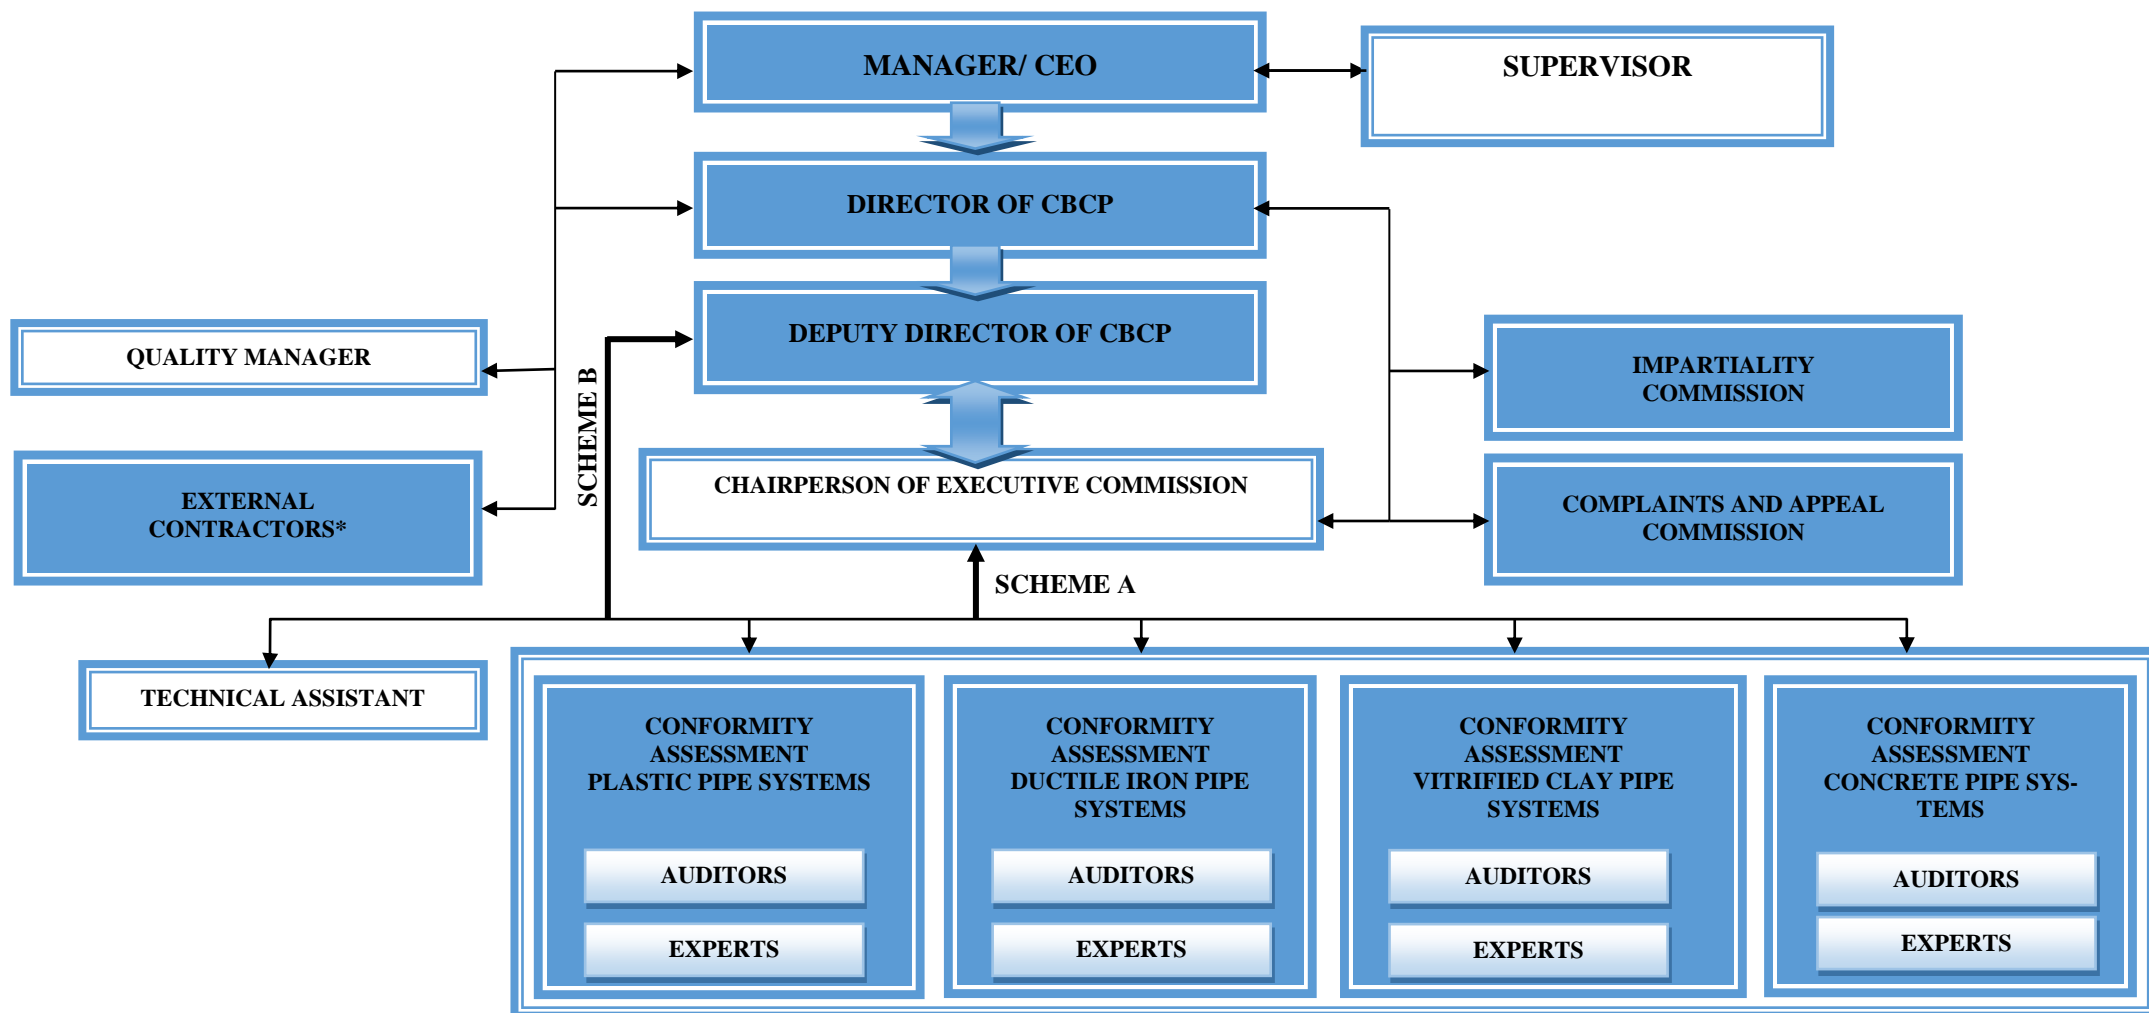 MANAGER/ CEO
SUPERVISOR
DIRECTOR OF CBCP
DEPUTY DIRECTOR OF CBCP
QUALITY MANAGER
IMPARTIALITY
COMMISSION
SCHEME B
EXTERNAL
CONTRACTORS*
CHAIRPERSON OF EXECUTIVE COMMISSION
COMPLAINTS AND APPEAL
COMMISSION
SCHEME A
TECHNICAL ASSISTANT
CONFORMITY
ASSESSMENT
PLASTIC PIPE SYSTEMS
AUDITORS
EXPERTS
CONFORMITY
ASSESSMENT
DUCTILE IRON PIPE
SYSTEMS
AUDITORS
EXPERTS
CONFORMITY
ASSESSMENT
VITRIFIED CLAY PIPE
SYSTEMS
AUDITORS
EXPERTS
CONFORMITY
ASSESSMENT
CONCRETE PIPE SYS-
TEMS
AUDITORS
EXPERTS